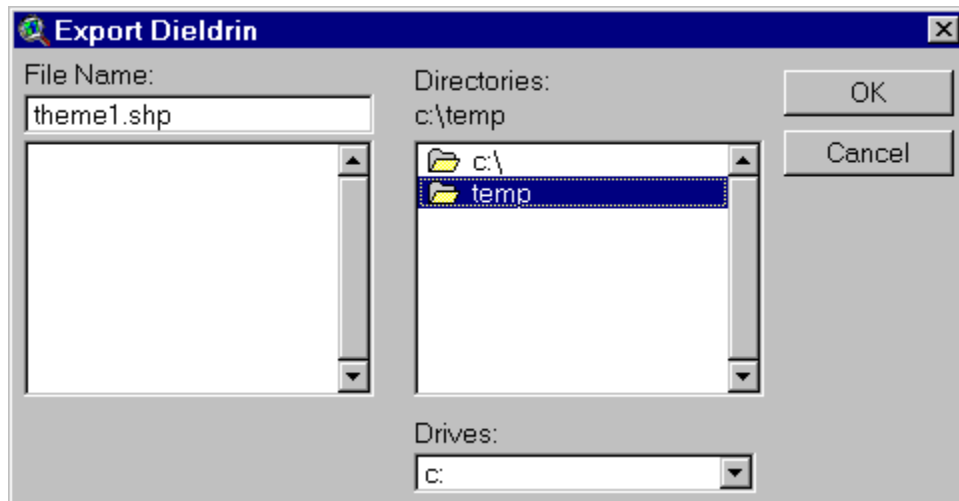 Export Dieldrin
File Name:
theme1.shp
Directories:
c:\temp
c:\
temp
Drives:
c:
OK
Cancel